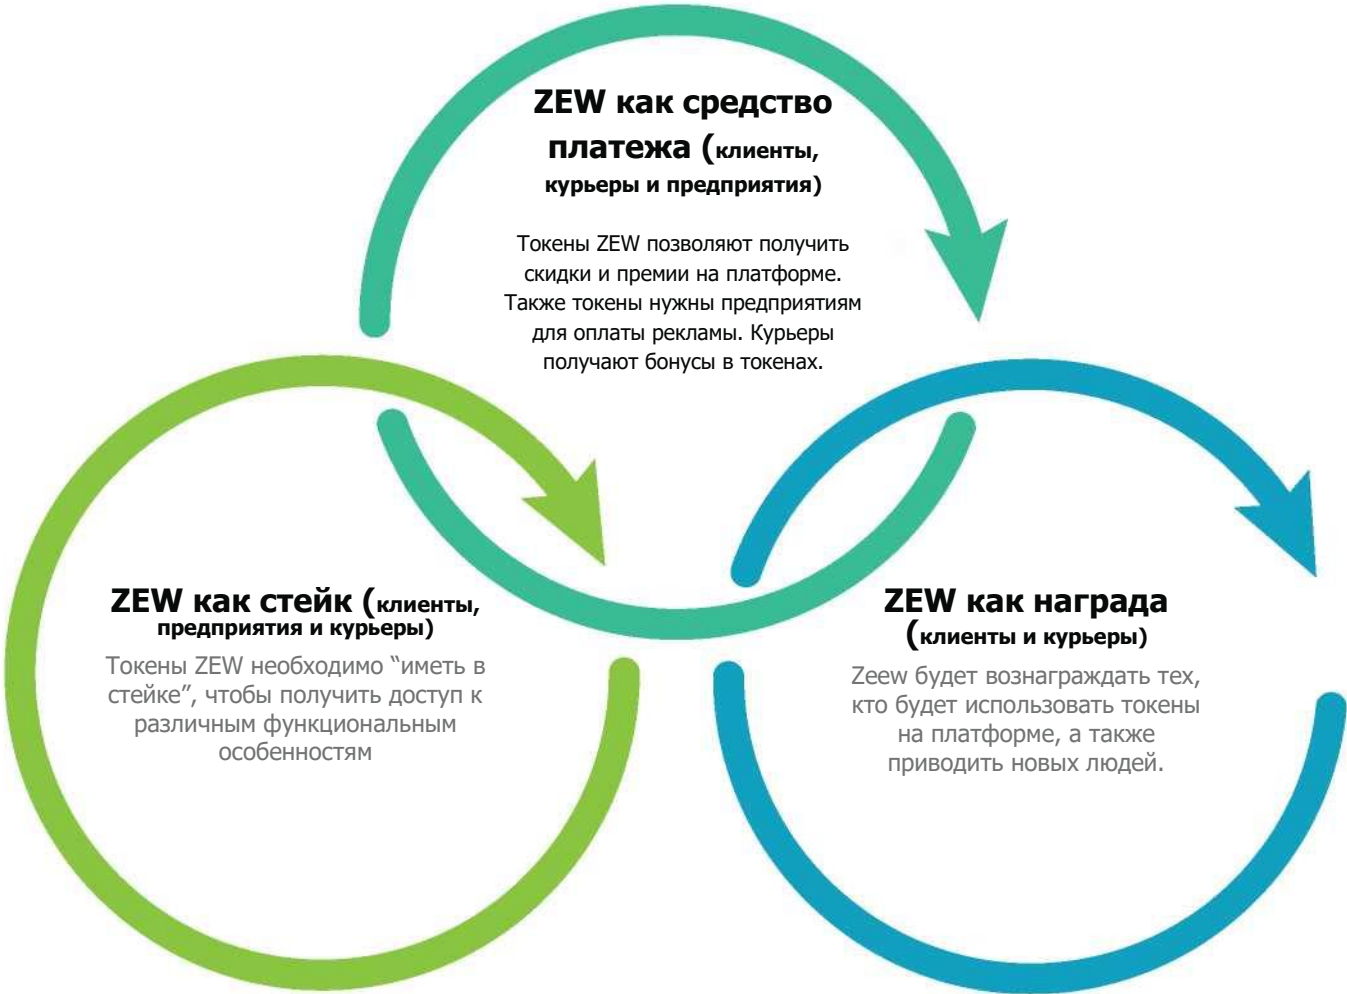 ZEW как средство
платежа (клиенты,
курьеры и предприятия)
Токены ZEW позволяют получить
скидки и премии на платформе.
Также токены нужны предприятиям
для оплаты рекламы. Курьеры
получают бонусы в токенах.
ZEW как стейк (клиенты,
предприятия и курьеры)
Токены ZEW необходимо “иметь в
стейке”, чтобы получить доступ к
различным функциональным
особенностям
ZEW как награда
(клиенты и курьеры)
Zeew будет вознаграждать тех,
кто будет использовать токены
на платформе, а также
приводить новых людей.